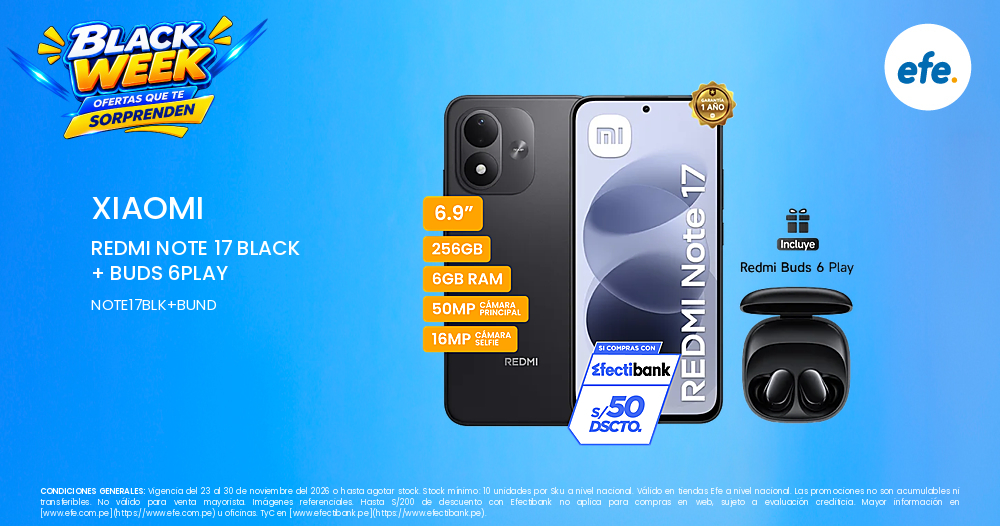 BLACK
WEEK
OFERTAS QUE TE
SORPRENDEN
efe.
XIAOMI
REDMI NOTE 17 BLACK
+ BUDS 6PLAY
NOTE17BLK+BUND
6.9”
256GB
6GB RAM
50MP CÁMARA PRINCIPAL
16MP CÁMARA SELFIE
REDMI
GARANTÍA
1 AÑO
REDMI Note 17
SI COMPRAS CON
Efectibank
S/50
DSCTO.
Incluye
Redmi Buds 6 Play
CONDICIONES GENERALES: Vigencia del 23 al 30 de noviembre del 2026 o hasta agotar stock. Stock mínimo: 10 unidades por Sku a nivel nacional. Válido en tiendas Efe a nivel nacional. Las promociones no son acumulables ni
transferibles. No válido para venta mayorista. Imágenes referenciales. Hasta S/200 de descuento con Efectibank no aplica para compras en web, sujeto a evaluación crediticia. Mayor información en
[www.efe.com.pe](https://www.efe.com.pe) u oficinas. TyC en [www.efectibank.pe](https://www.efectibank.pe).